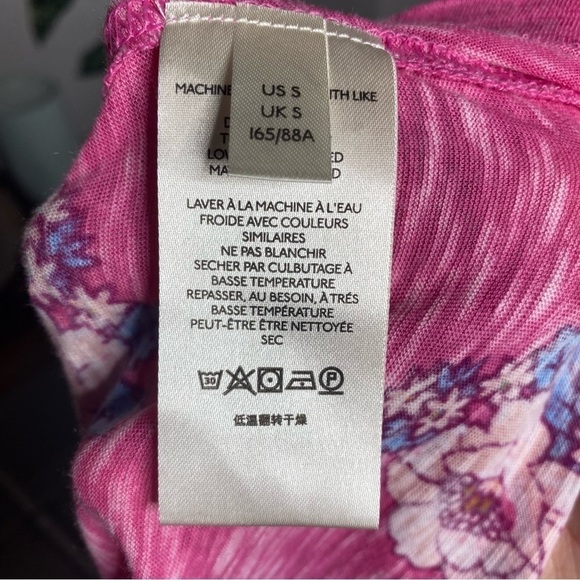 US S
UK S
165/88A
MACHINE
TH LIKE
LAVER À LA MACHINE À L'EAU
FROIDE AVEC COULEURS
SIMILAIRES
NE PAS BLANCHIR
SECHER PAR CULBUTAGE À
BASSE TEMPERATURE
REPASSER, AU BESOIN, À TRÉS
BASSE TEMPÉRATURE
PEUT-ÊTRE ÊTRE NETTOYÉE
SEC
30 P
低温翻转干燥